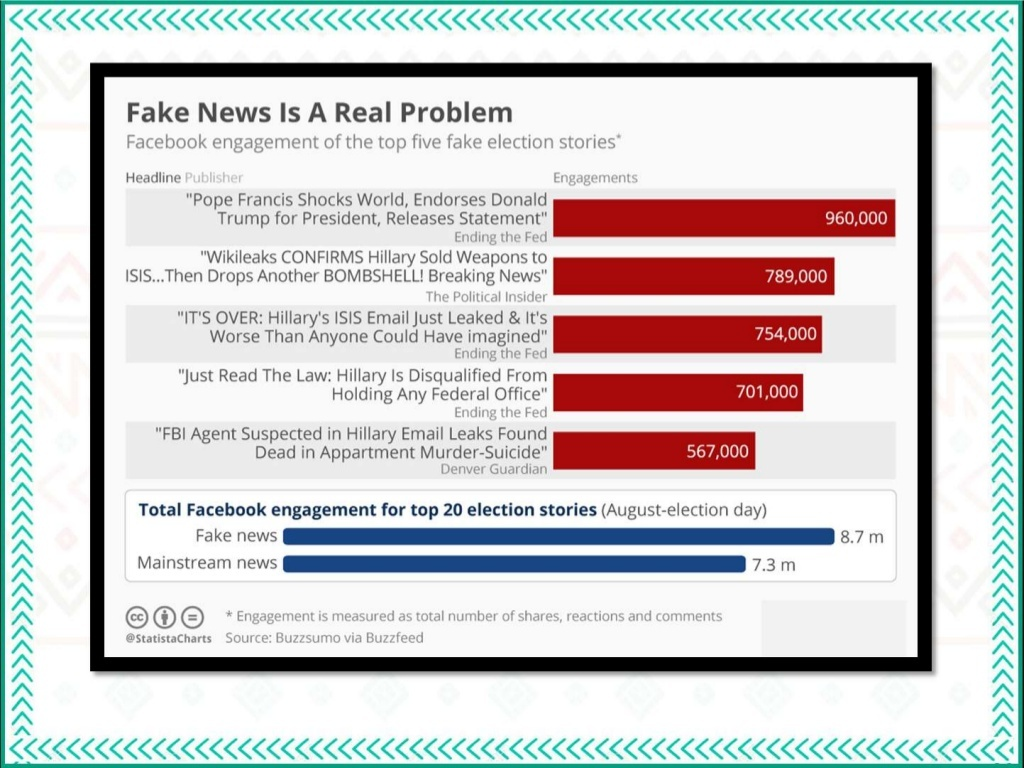 Fake News Is A Real Problem
Facebook engagement of the top five fake election stories*
Headline Publisher Engagements
"Pope Francis Shocks World, Endorses Donald
Trump for President, Releases Statement"
960,000
Ending the Fed
"Wikileaks CONFIRMS Hillary Sold Weapons to
ISIS...Then Drops Another BOMBSHELL! Breaking News"
789,000
The Political Insider
"IT'S OVER: Hillary's ISIS Email Just Leaked & It's
Worse Than Anyone Could Have imagined"
754,000
Ending the Fed
"Just Read The Law: Hillary Is Disqualified From
Holding Any Federal Office"
701,000
Ending the Fed
"FBI Agent Suspected in Hillary Email Leaks Found
Dead in Appartment Murder-Suicide"
567,000
Denver Guardian
Total Facebook engagement for top 20 election stories (August-election day)
Fake news 8.7 m
Mainstream news 7.3 m
* Engagement is measured as total number of shares, reactions and comments
cc
@StatistaCharts Source: Buzzsumo via Buzzfeed